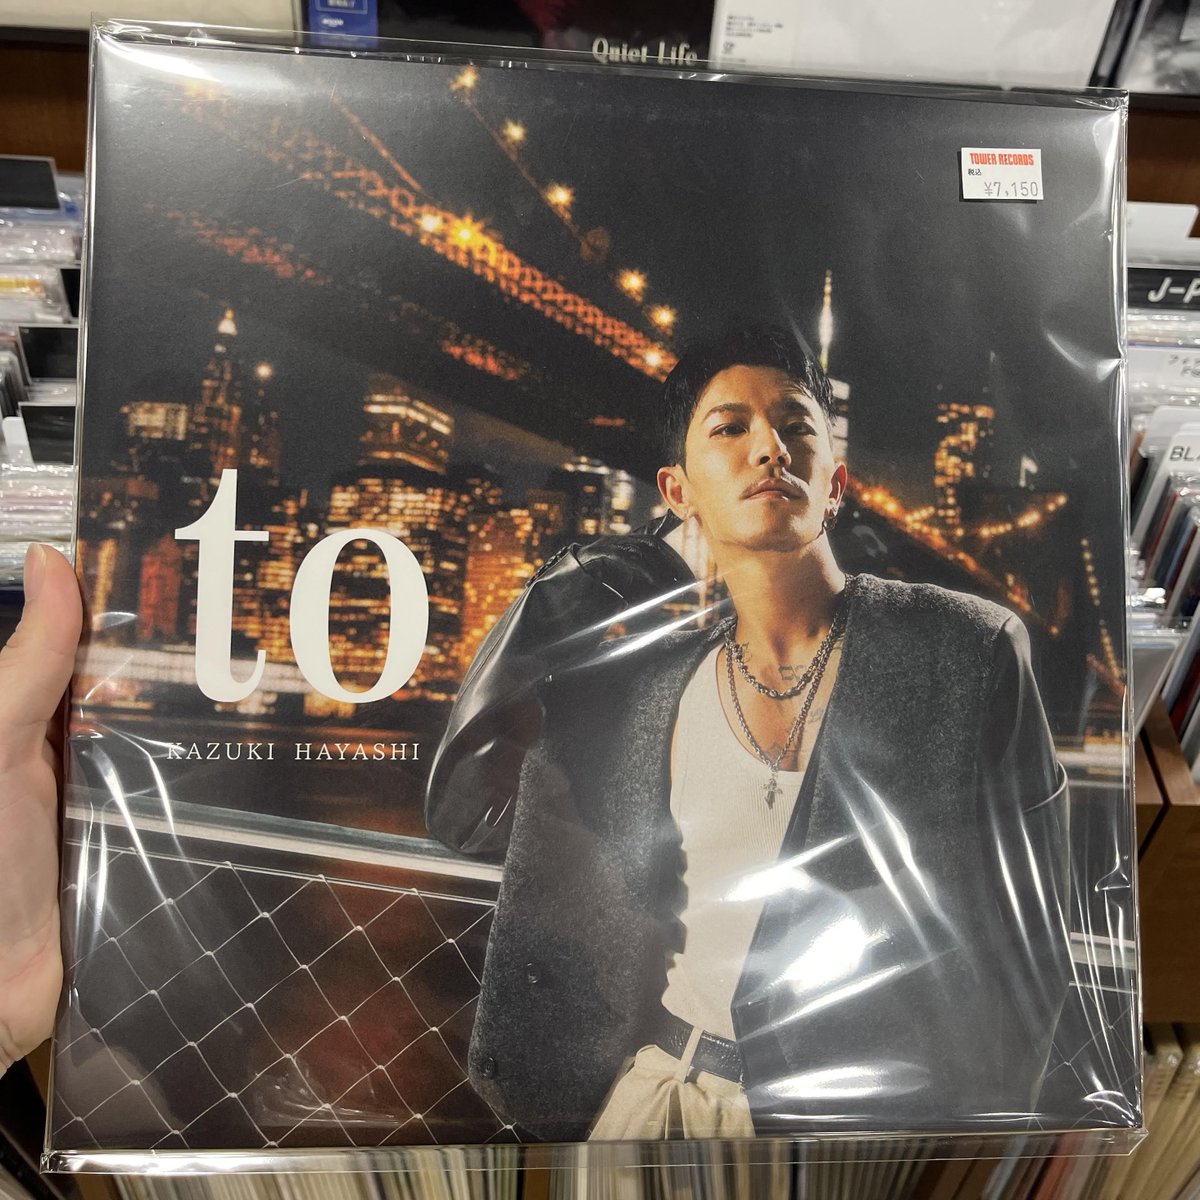 Quiet Life
TOWER RECORDS
税込
¥7,150
J-P
BLA
to
KAZUKI HAYASHI